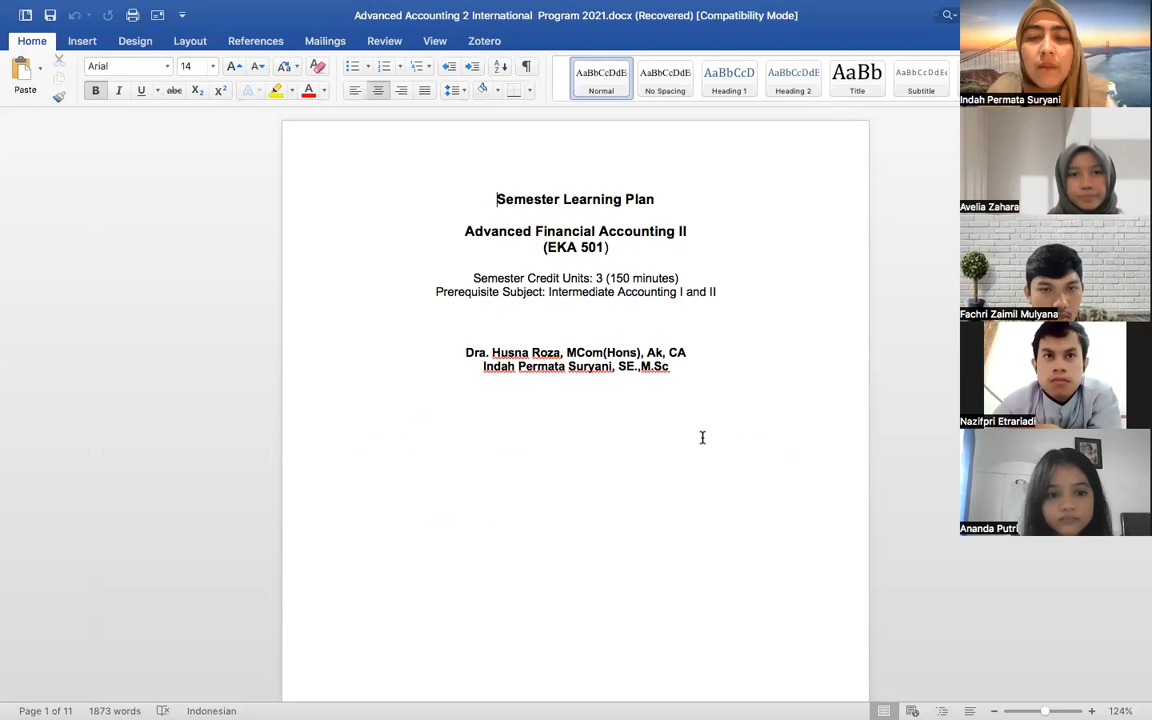 Advanced Accounting 2 International Program 2021.docx (Recovered) [Compatibility Mode]
Home Insert Design Layout References Mailings Review View Zotero
Arial 14
Paste
B I U abc X2 X2 A A
AaBbCcDdE AaBbCcDdE AaBbCcD AaBbCcDdE AaBb AaBbCcDdE
Normal No Spacing Heading 1 Heading 2 Title Subtitle
Semester Learning Plan
Advanced Financial Accounting II
(EKA 501)
Semester Credit Units: 3 (150 minutes)
Prerequisite Subject: Intermediate Accounting I and II
Dra. Husna Roza, MCom(Hons), Ak, CA
Indah Permata Suryani, SE.,M.Sc
Indah Permata Suryani
Avelia Zahara
Fachri Zaimil Mulyana
Nazifpri Etrariadi
Ananda Putri
Page 1 of 11 1873 words Indonesian 124%